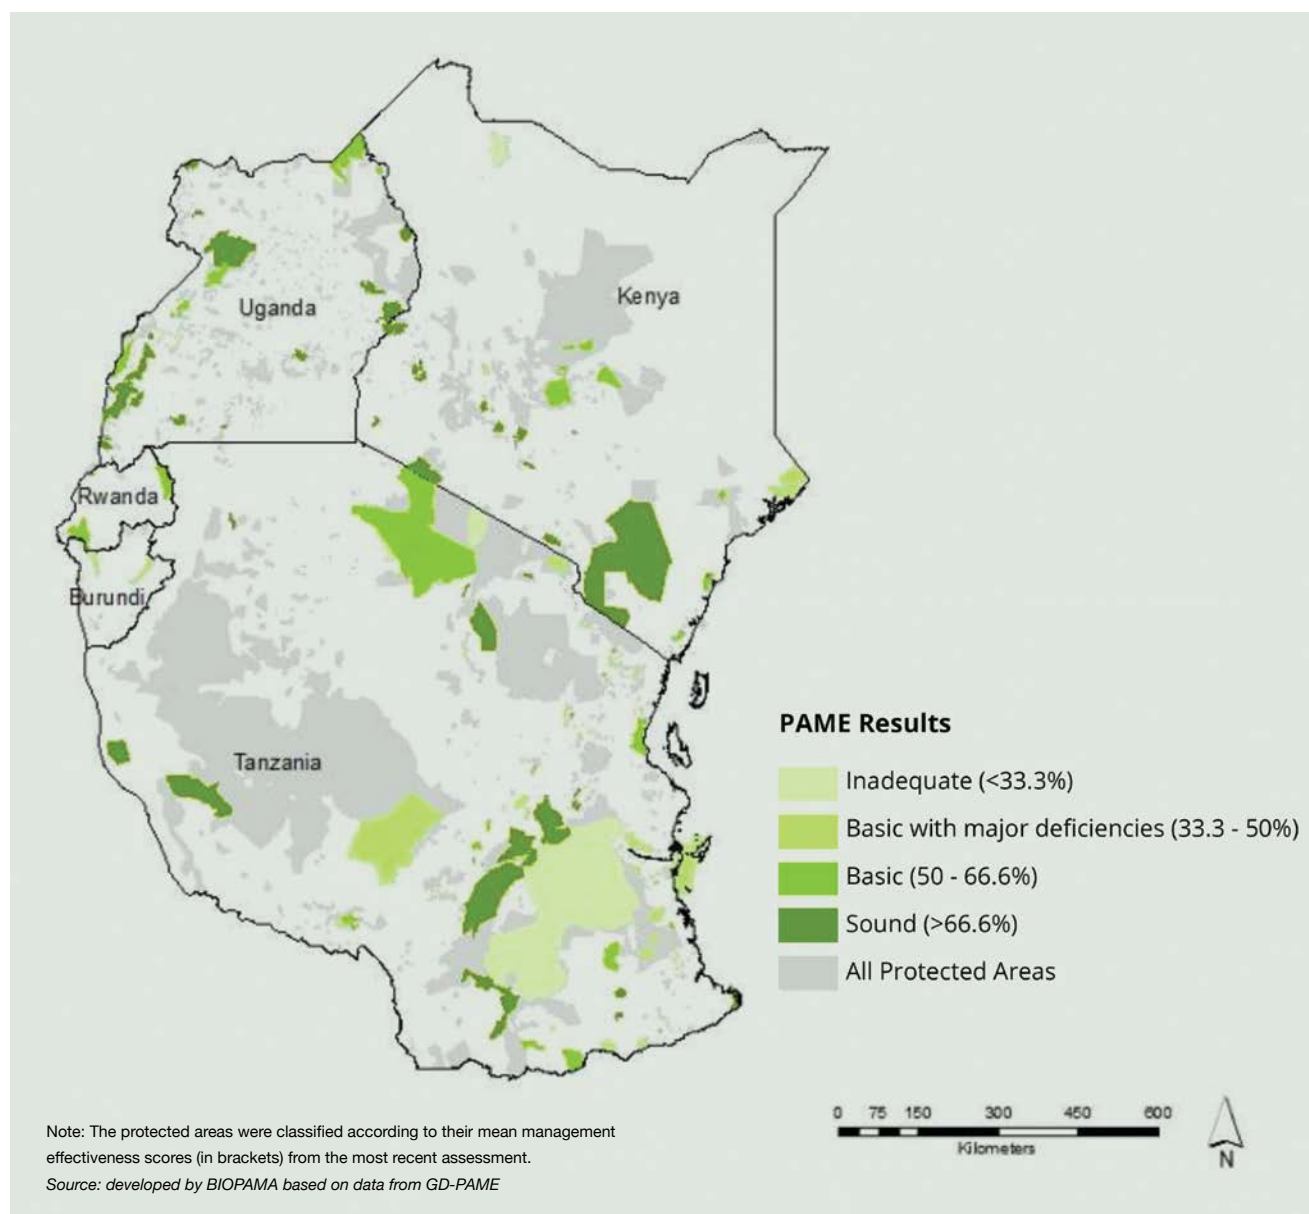 Uganda
Kenya
Rwanda
Burundi
Tanzania
PAME Results
Inadequate (<33.3%)
Basic with major deficiencies (33.3 - 50%)
Basic (50 - 66.6%)
Sound (>66.6%)
All Protected Areas
0 75 150 300 450 600
Kilometers
N
Note: The protected areas were classified according to their mean management
effectiveness scores (in brackets) from the most recent assessment.
Source: developed by BIOPAMA based on data from GD-PAME